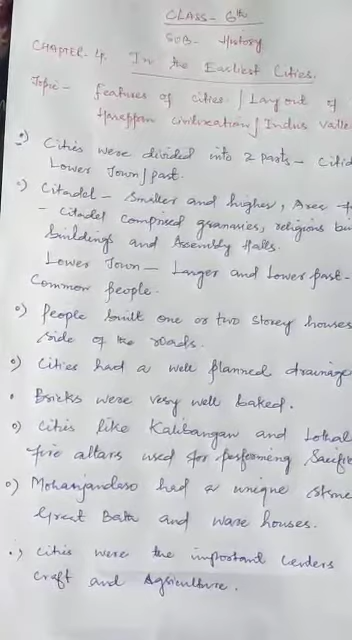 CLASS- 6th
SUB- History
CHAPTER-4. In the Earliest Cities.
Topic- Features of cities / Lay out of
Harappan civilization / Indus Valle
Cities were divided into 2 parts - Citid
Lower Town / part.
o) Citadel - Smaller and higher, Area
- Citadel comprised granaries, religious bu
buildings and Assembly Halls.
Lower Town - Larger and Lower part-
Common people.
o) People built one or two storey houses
side of the roads.
o) Cities had a well planned drainage
• Bricks were very well baked.
o) Cities like Kalibangan and Lothal
fire altars used for performing Sacrific
o) Mohanjandaro had a unique
Great Bath and ware houses.
cities were the important centers
craft and Agriculture.